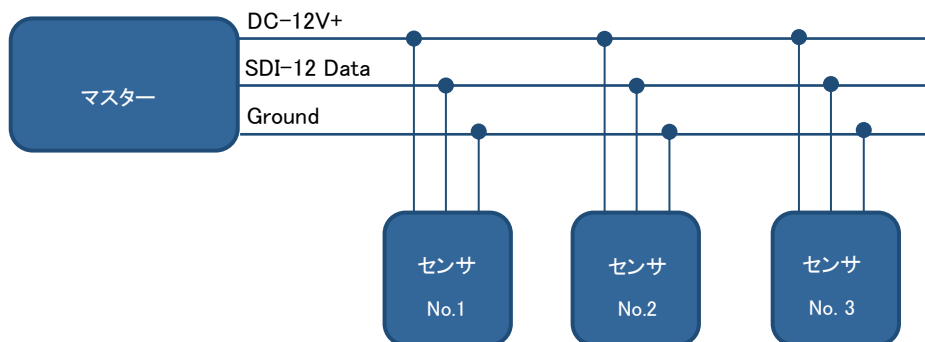 DC-12V+
SDI-12 Data
マスター
Ground
センサ
No.1
センサ
No.2
センサ
No. 3